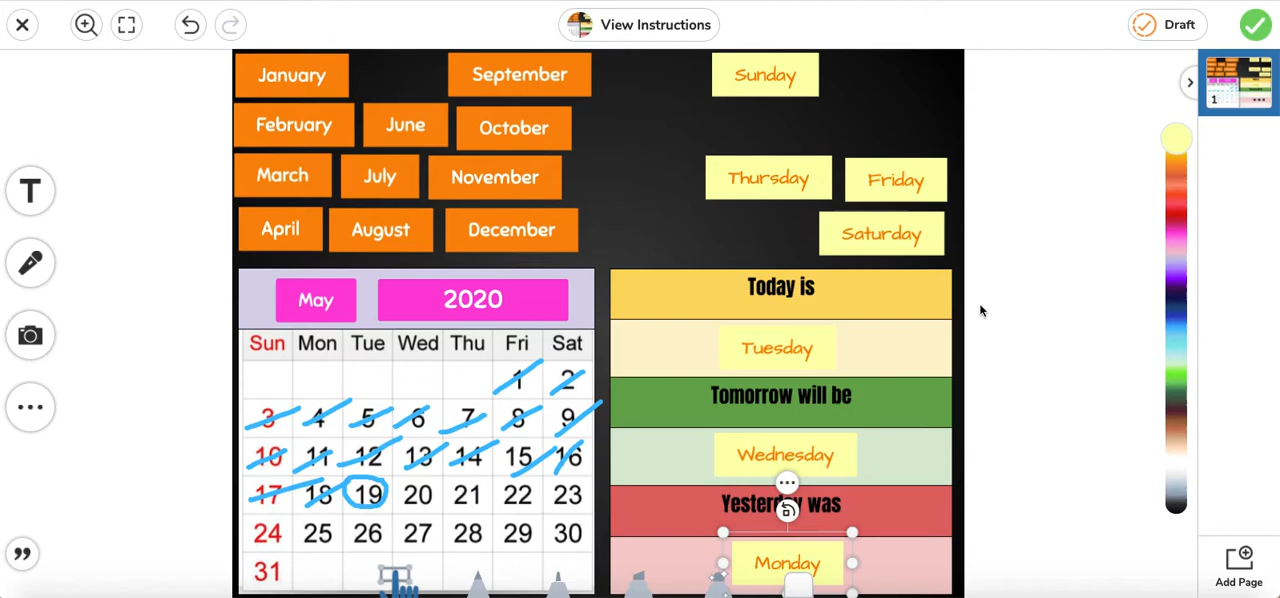 View Instructions
Draft
January
September
Sunday
February
June
October
March
July
November
Thursday
Friday
April
August
December
Saturday
May 2020
Sun Mon Tue Wed Thu Fri Sat
1 2
3 4 5 6 7 8 9
10 11 12 13 14 15 16
17 18 19 20 21 22 23
24 25 26 27 28 29 30
31
Today is
Tuesday
Tomorrow will be
Wednesday
Yesterday was
Monday
T
1
Add Page